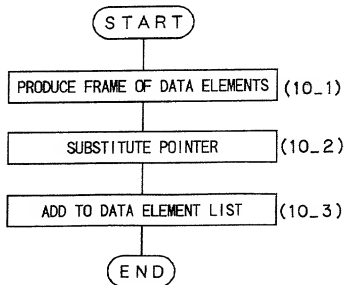 START
PRODUCE FRAME OF DATA ELEMENTS (10_1)
SUBSTITUTE POINTER (10_2)
ADD TO DATA ELEMENT LIST (10_3)
END